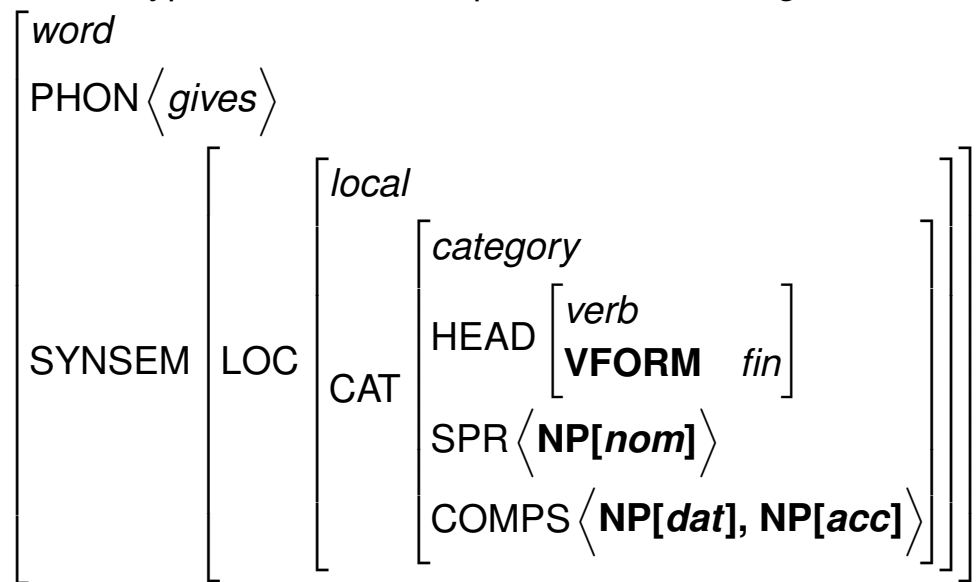 word
PHON ⟨gives⟩
local
category
HEAD
verb
VFORM fin
SYNSEM
LOC
CAT
SPR ⟨NP[nom]⟩
COMPS ⟨NP[dat], NP[acc]⟩